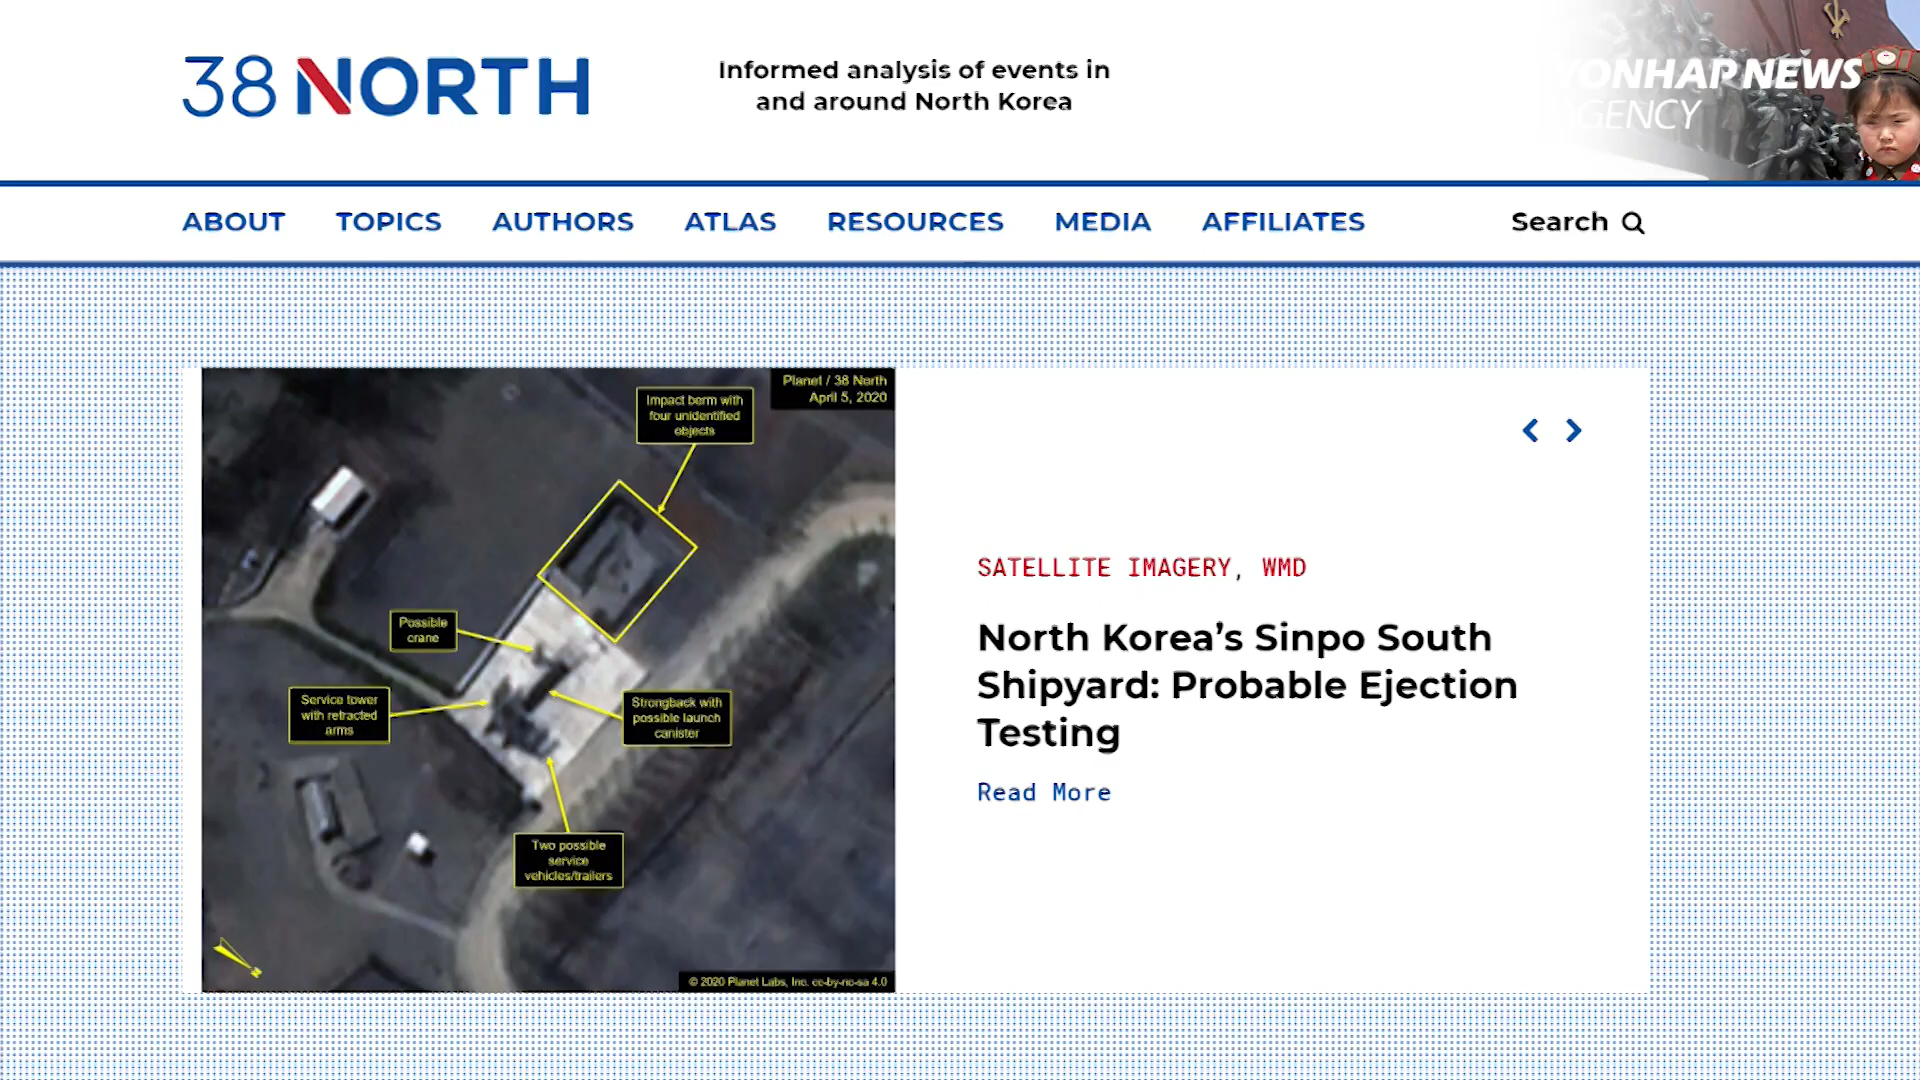 38 NORTH
Informed analysis of events in
and around North Korea
YONHAP NEWS
AGENCY
ABOUT TOPICS AUTHORS ATLAS RESOURCES MEDIA AFFILIATES Search
Planet / 38 North
April 5, 2020
Impact berm with
four unidentified
objects
Possible
crane
Service tower
with retracted
arms
Strongback with
possible launch
canister
Two possible
service
vehicles/trailers
N
© 2020 Planet Labs, Inc. cc-by-nc-sa 4.0
SATELLITE IMAGERY, WMD
North Korea’s Sinpo South
Shipyard: Probable Ejection
Testing
Read More